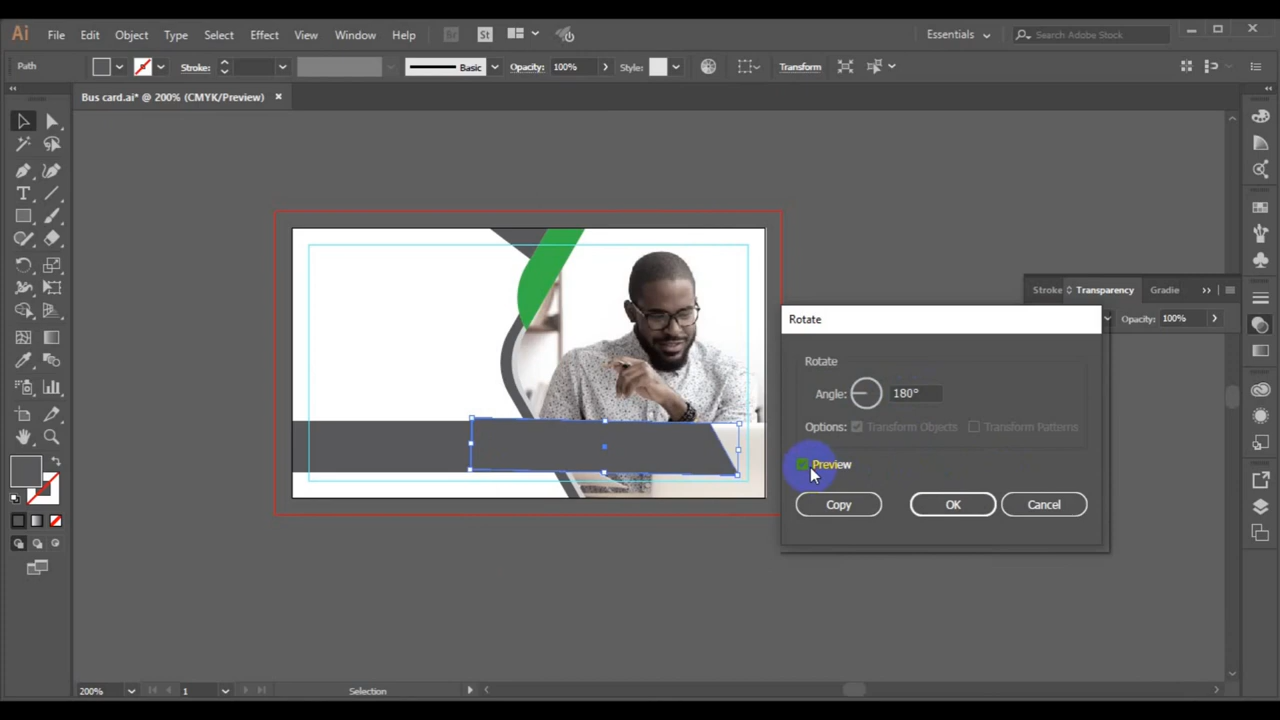 Ai File Edit Object Type Select Effect View Window Help Br St Essentials Search Adobe Stock
Path Stroke: Basic Opacity: 100% Style: Transform
Bus card.ai* @ 200% (CMYK/Preview)
Stroke Transparency Gradie
Opacity: 100%
Rotate
Rotate
Angle: 180°
Options: Transform Objects Transform Patterns
Preview
Copy OK Cancel
200% 1 Selection